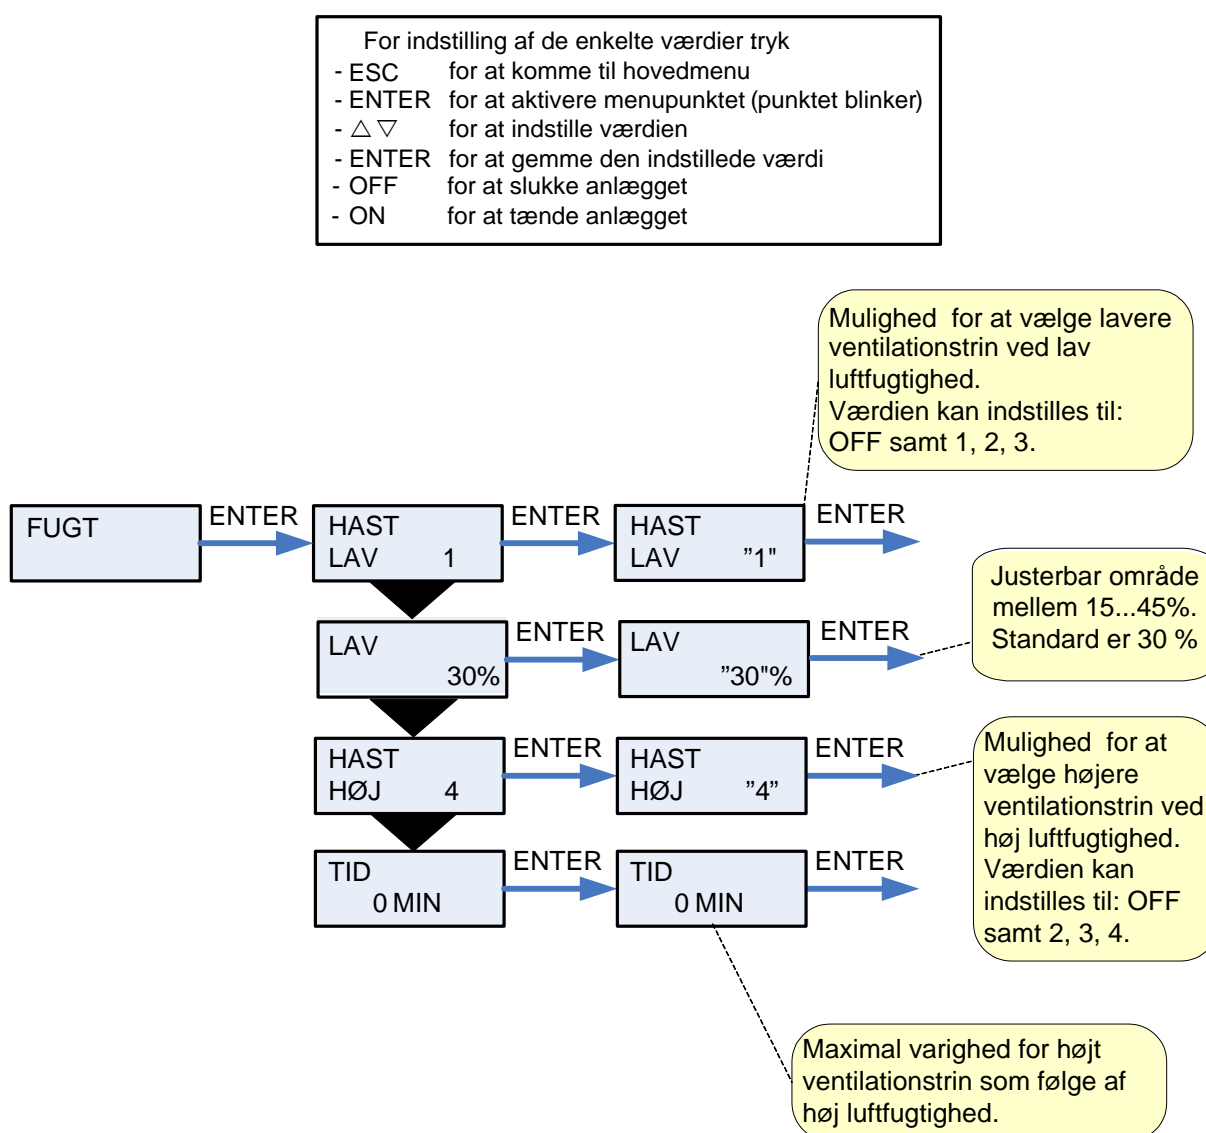 For indstilling af de enkelte værdier tryk
- ESC for at komme til hovedmenu
- ENTER for at aktivere menupunktet (punktet blinker)
- △ ▽ for at indstille værdien
- ENTER for at gemme den indstillede værdi
- OFF for at slukke anlægget
- ON for at tænde anlægget
Mulighed for at vælge lavere
ventilationstrin ved lav
luftfugtighed.
Værdien kan indstilles til:
OFF samt 1, 2, 3.
FUGT
ENTER
HAST
LAV 1
ENTER
HAST
LAV "1"
ENTER
Justerbar område
mellem 15...45%.
Standard er 30 %
LAV
30%
ENTER
LAV
"30"%
ENTER
HAST
HØJ 4
ENTER
HAST
HØJ "4"
ENTER
Mulighed for at
vælge højere
ventilationstrin ved
høj luftfugtighed.
Værdien kan
indstilles til: OFF
samt 2, 3, 4.
TID
0 MIN
ENTER
TID
0 MIN
ENTER
Maximal varighed for højt
ventilationstrin som følge af
høj luftfugtighed.